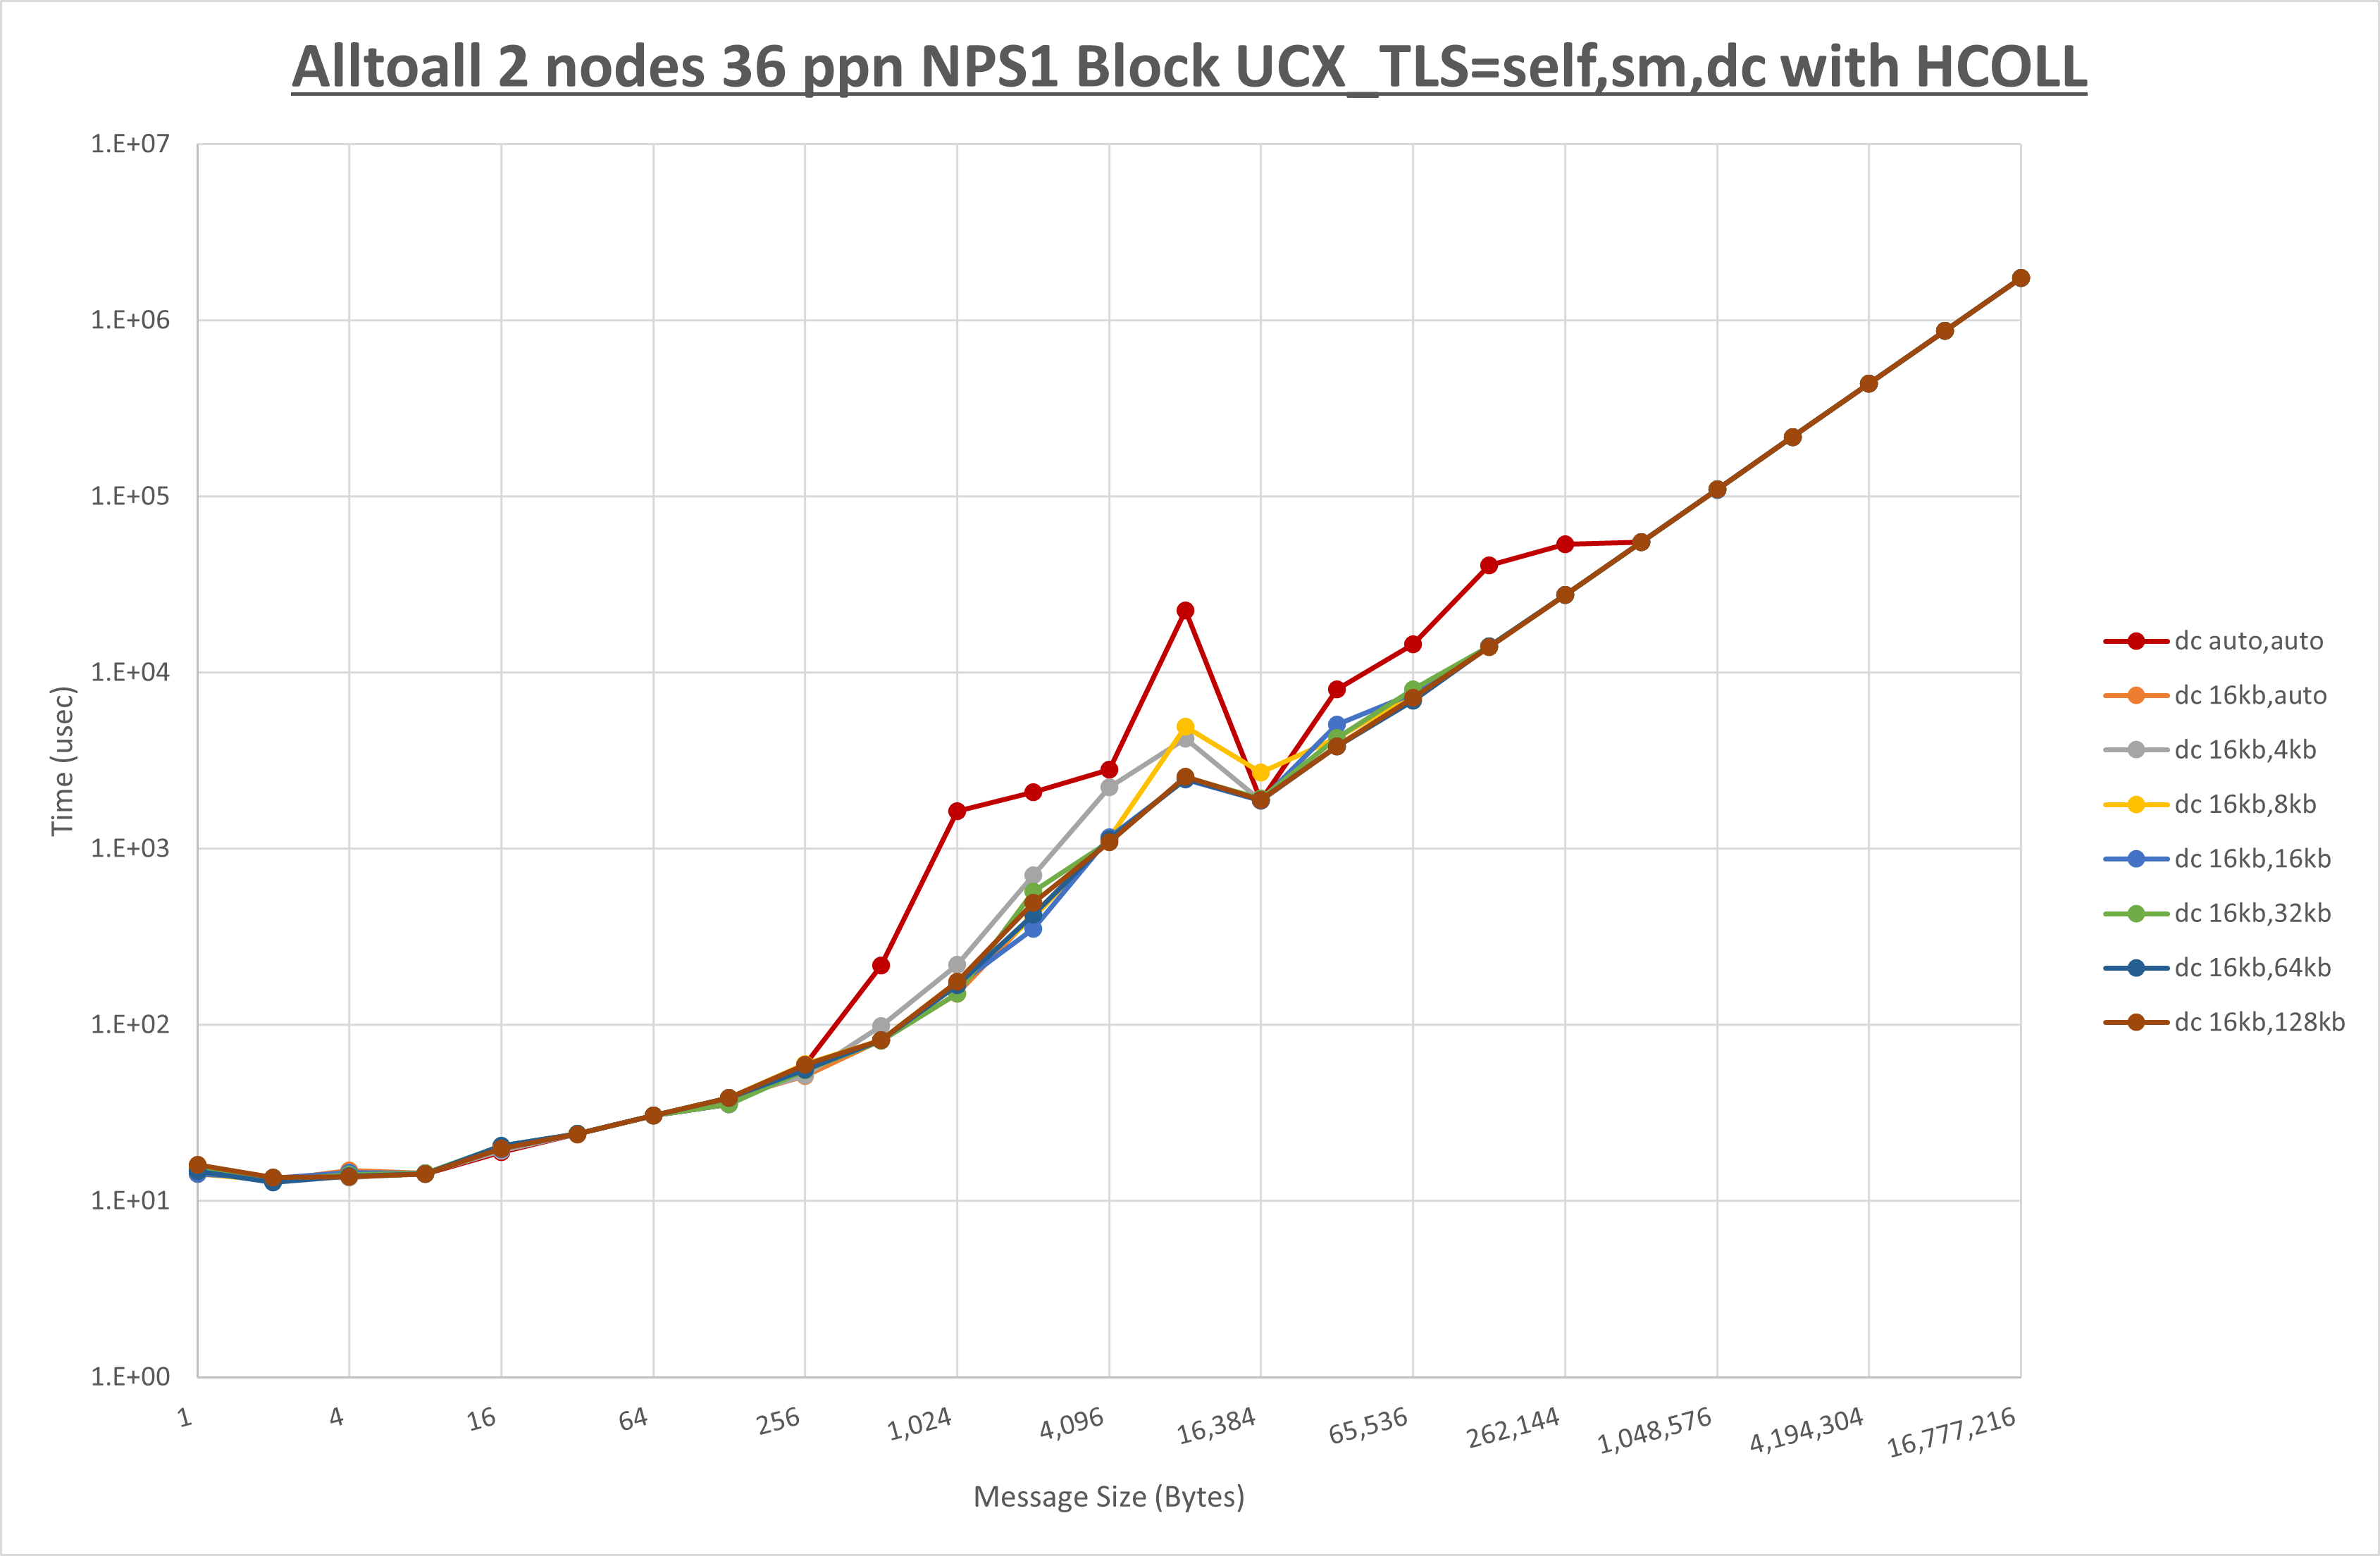 Alltoall 2 nodes 36 ppn NPS1 Block UCX_TLS=self,sm,dc with HCOLL
1.E+07
1.E+06
1.E+05
1.E+04
1.E+03
1.E+02
1.E+01
1.E+00
Time (usec)
1
4
16
64
256
1,024
4,096
16,384
65,536
262,144
1,048,576
4,194,304
16,777,216
Message Size (Bytes)
dc auto,auto
dc 16kb,auto
dc 16kb,4kb
dc 16kb,8kb
dc 16kb,16kb
dc 16kb,32kb
dc 16kb,64kb
dc 16kb,128kb